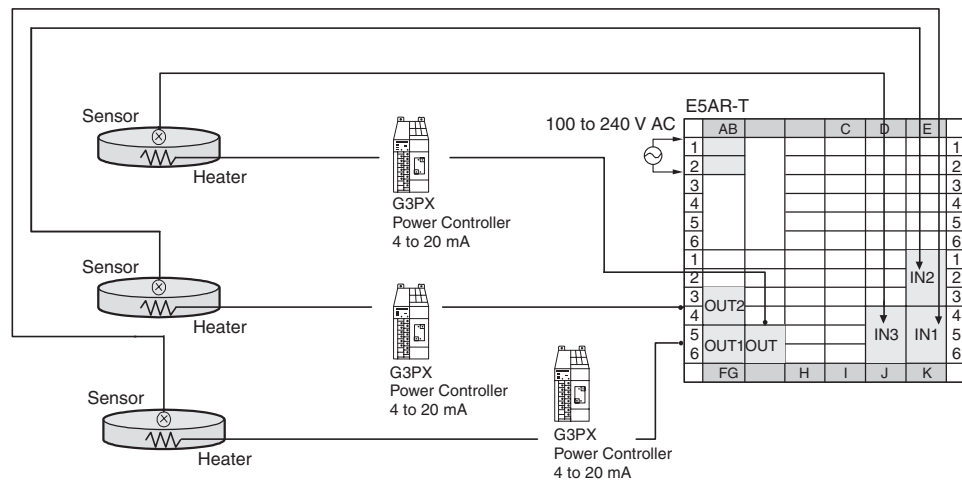 E5AR-T
100 to 240 V AC
AB C D E
1 1
2 2
3 3
4 4
5 5
6 6
1 1
2 IN2 2
3 OUT2 3
4 4
5 OUT1 OUT IN3 IN1 5
6 6
FG H I J K
Sensor
Heater
G3PX
Power Controller
4 to 20 mA
Sensor
Heater
G3PX
Power Controller
4 to 20 mA
Sensor
Heater
G3PX
Power Controller
4 to 20 mA